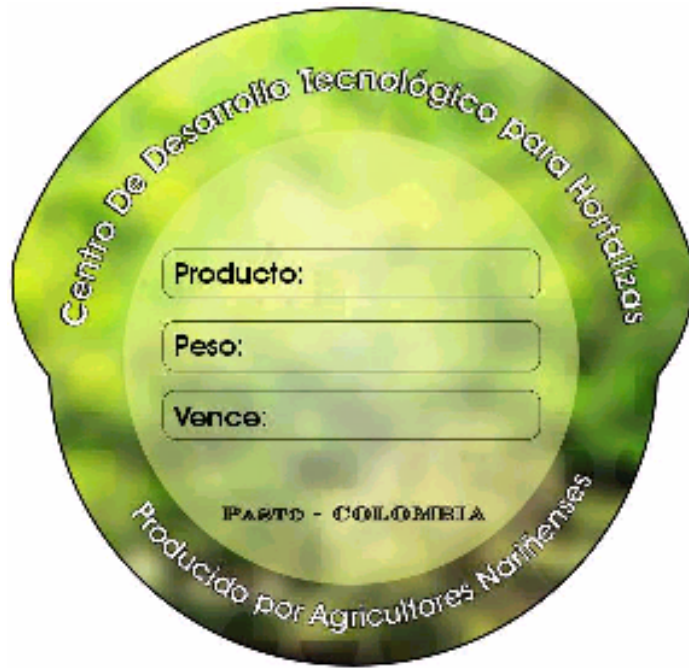 Centro De Desarrollo Tecnológico para Hortalizas
Producto:
Peso:
Vence:
Pasto - COLOMBIA
Producido por Agricultores Nariñenses